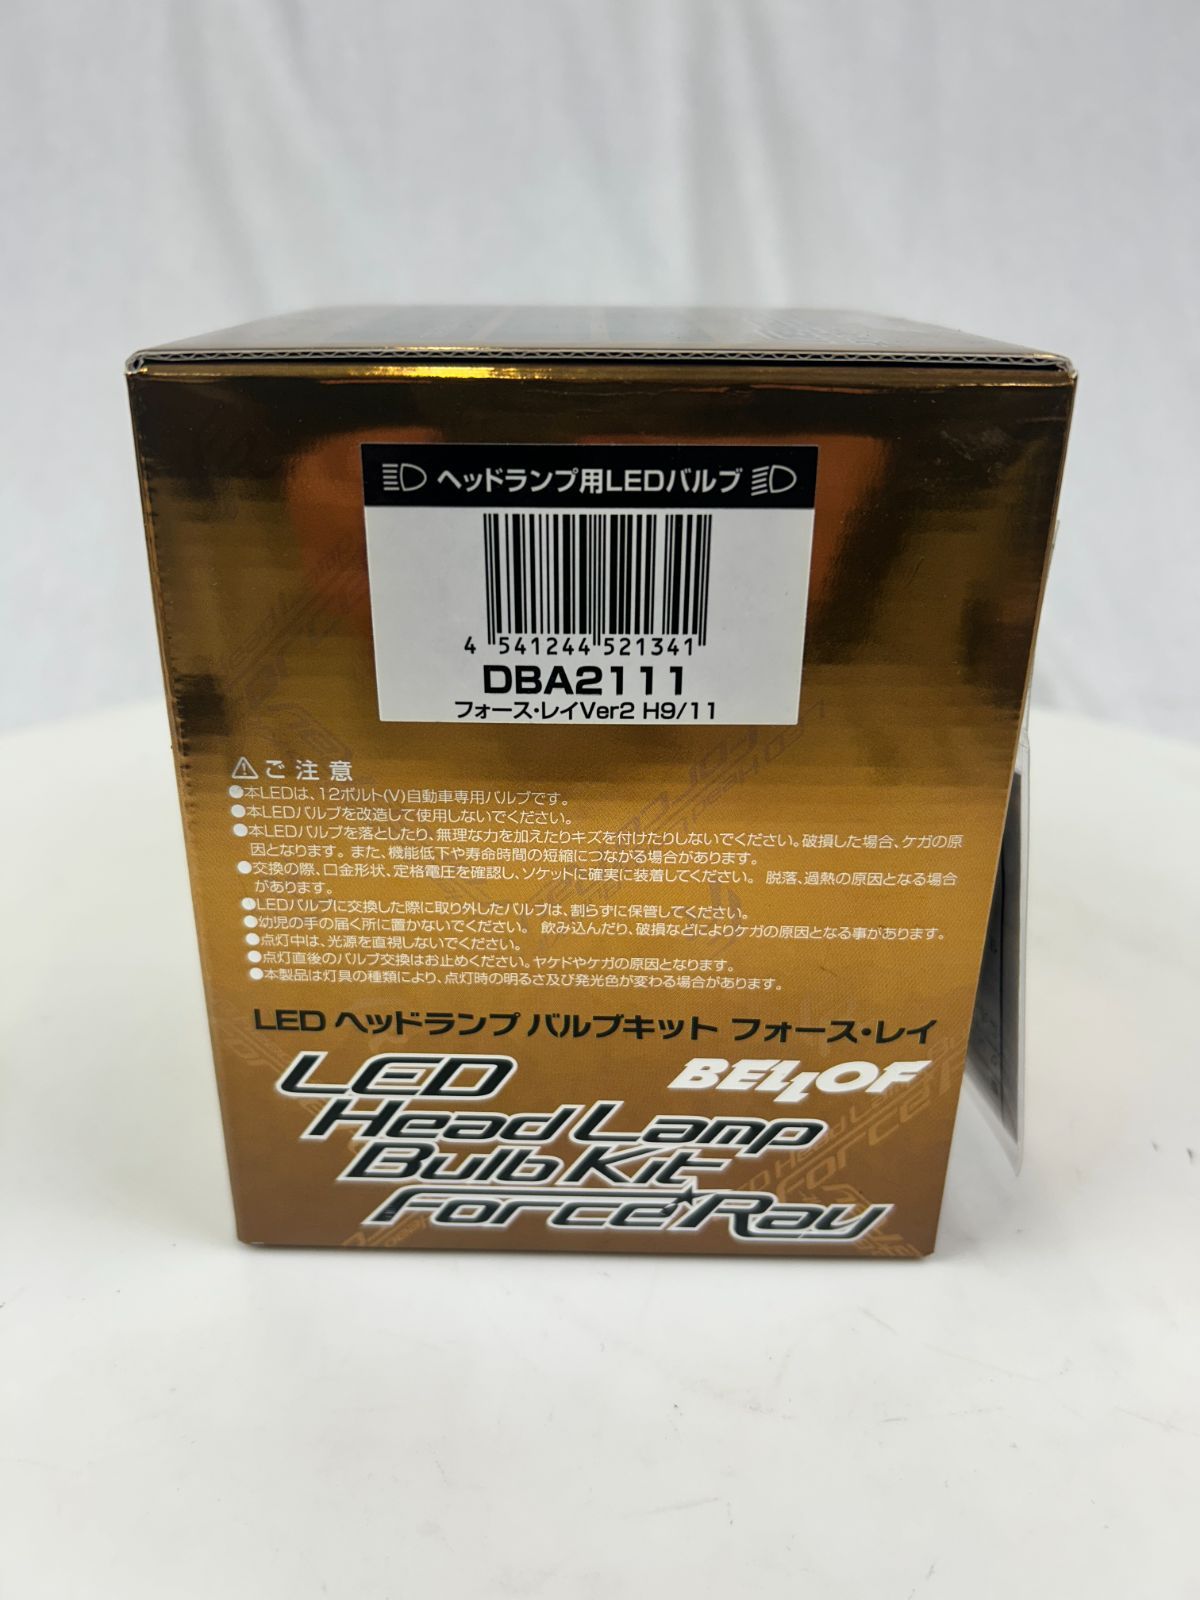 ヘッドランプ用LEDバルブ
4 541244 521341
DBA2111
フォース・レイVer2 H9/11
⚠ご注意
●本LEDは、12ボルト(V)自動車専用バルブです。
●本LEDバルブを改造して使用しないでください。
●本LEDバルブを落としたり、無理な力を加えたりキズを付けたりしないでください。破損した場合、ケガの原
因となります。また、機能低下や寿命時間の短縮につながる場合があります。
●交換の際、口金形状、定格電圧を確認し、ソケットに確実に装着してください。 脱落、過熱の原因となる場合
があります。
●LEDバルブに交換した際に取り外したバルブは、割らずに保管してください。
●幼児の手の届く所に置かないでください。 飲み込んだり、破損などによりケガの原因となる事があります。
●点灯中は、光源を直視しないでください。
●点灯直後のバルブ交換はお止めください。ヤケドやケガの原因となります。
●本製品は灯具の種類により、点灯時の明るさ及び発光色が変わる場合があります。
LED ヘッドランプ バルブキット フォース・レイ
BELLOF
LED
Head Lamp
Bulb Kit
Force Ray